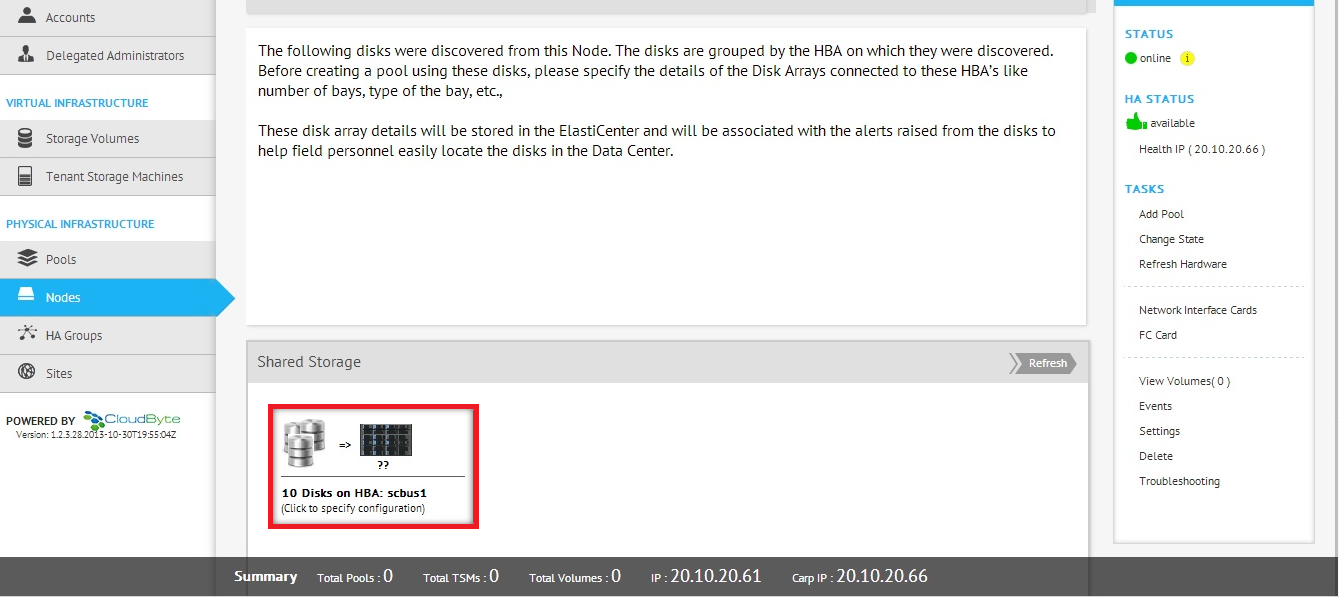 Accounts
Delegated Administrators
VIRTUAL INFRASTRUCTURE
Storage Volumes
Tenant Storage Machines
PHYSICAL INFRASTRUCTURE
Pools
Nodes
HA Groups
Sites
POWERED BY CloudByte
Version: 1.2.3.28.2013-10-30T19:55:04Z
The following disks were discovered from this Node. The disks are grouped by the HBA on which they were discovered.
Before creating a pool using these disks, please specify the details of the Disk Arrays connected to these HBA's like
number of bays, type of the bay, etc.,
These disk array details will be stored in the ElastiCenter and will be associated with the alerts raised from the disks to
help field personnel easily locate the disks in the Data Center.
Shared Storage
Refresh
=>
??
10 Disks on HBA: scbus1
(Click to specify configuration)
STATUS
online i
HA STATUS
available
Health IP ( 20.10.20.66 )
TASKS
Add Pool
Change State
Refresh Hardware
Network Interface Cards
FC Card
View Volumes( 0 )
Events
Settings
Delete
Troubleshooting
Summary Total Pools : 0 Total TSMs : 0 Total Volumes : 0 IP : 20.10.20.61 Carp IP : 20.10.20.66